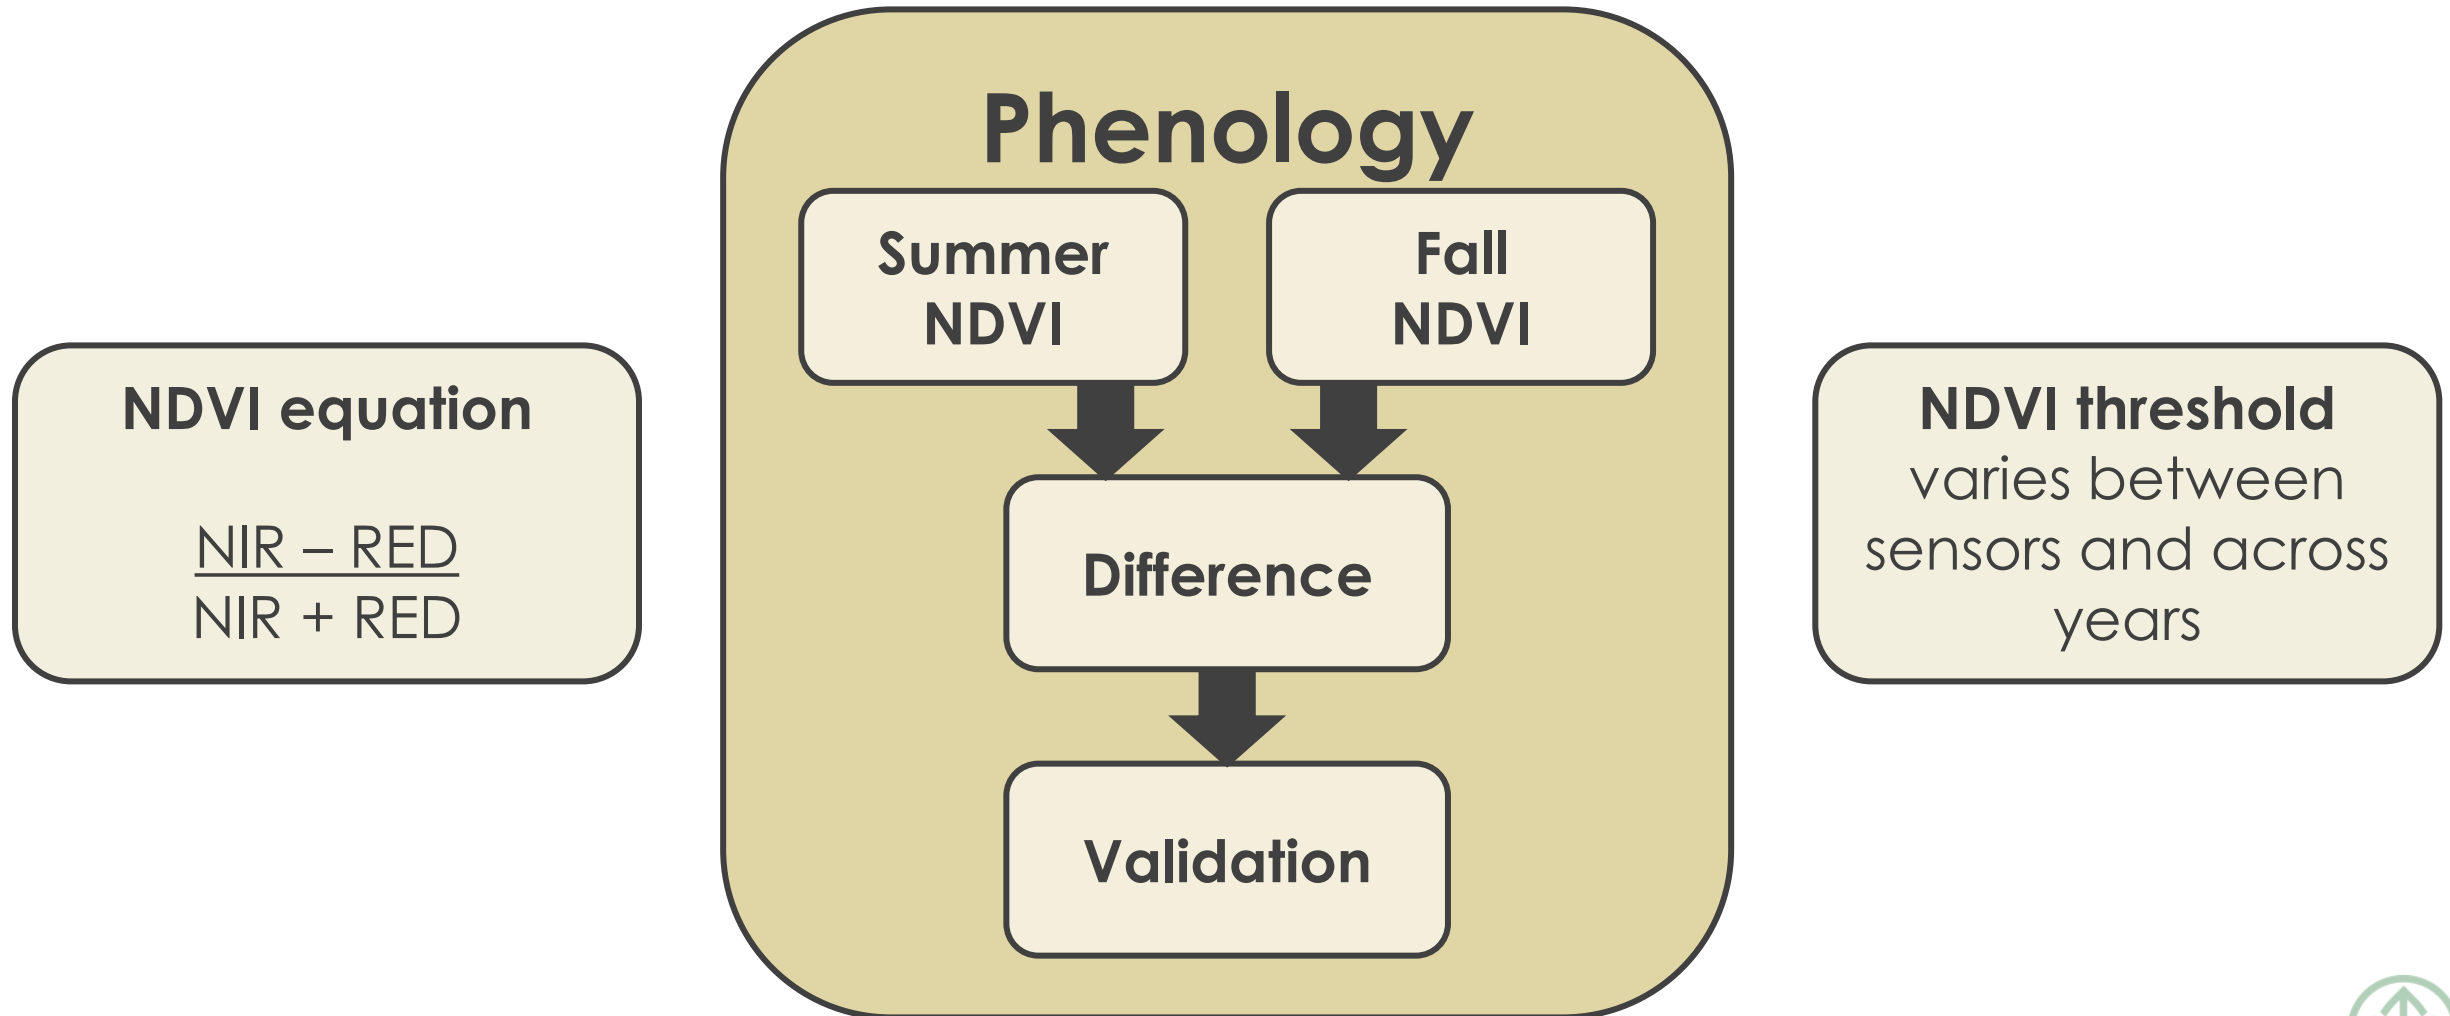 Phenology
Summer
NDVI
Fall
NDVI
NDVI equation
NIR – RED
NIR + RED
Difference
NDVI threshold
varies between
sensors and across
years
Validation